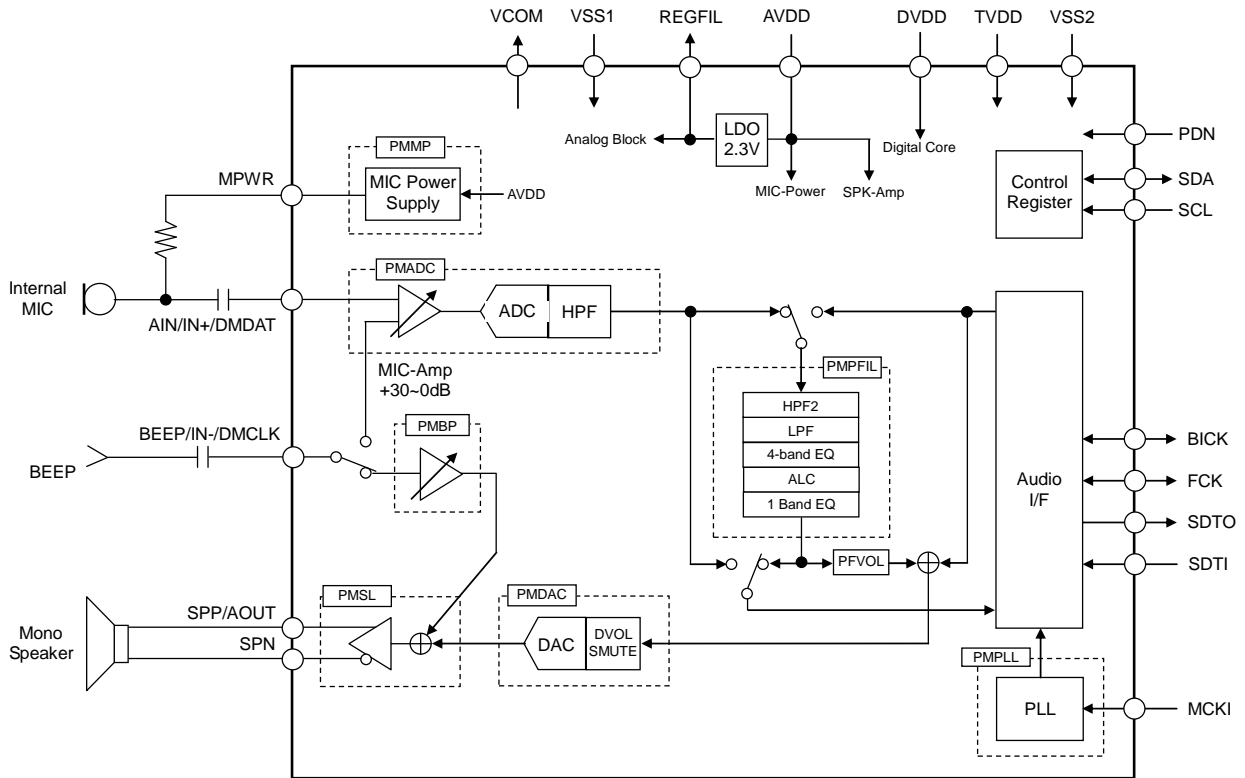 VCOM
VSS1
REGFIL
AVDD
DVDD
TVDD
VSS2
Analog Block
LDO
2.3V
Digital Core
MIC-Power
SPK-Amp
PDN
Control
Register
SDA
SCL
PMMP
MPWR
MIC Power
Supply
AVDD
PMADC
Internal
MIC
AIN/IN+/DMDAT
ADC
HPF
MIC-Amp
+30~0dB
PMPFIL
HPF2
LPF
4-band EQ
ALC
1 Band EQ
BEEP/IN-/DMCLK
BEEP
PMBP
Audio
I/F
BICK
FCK
SDTO
SDTI
PFVOL
PMSL
PMDAC
SPP/AOUT
Mono
Speaker
SPN
DAC
DVOL
SMUTE
PMPLL
PLL
MCKI